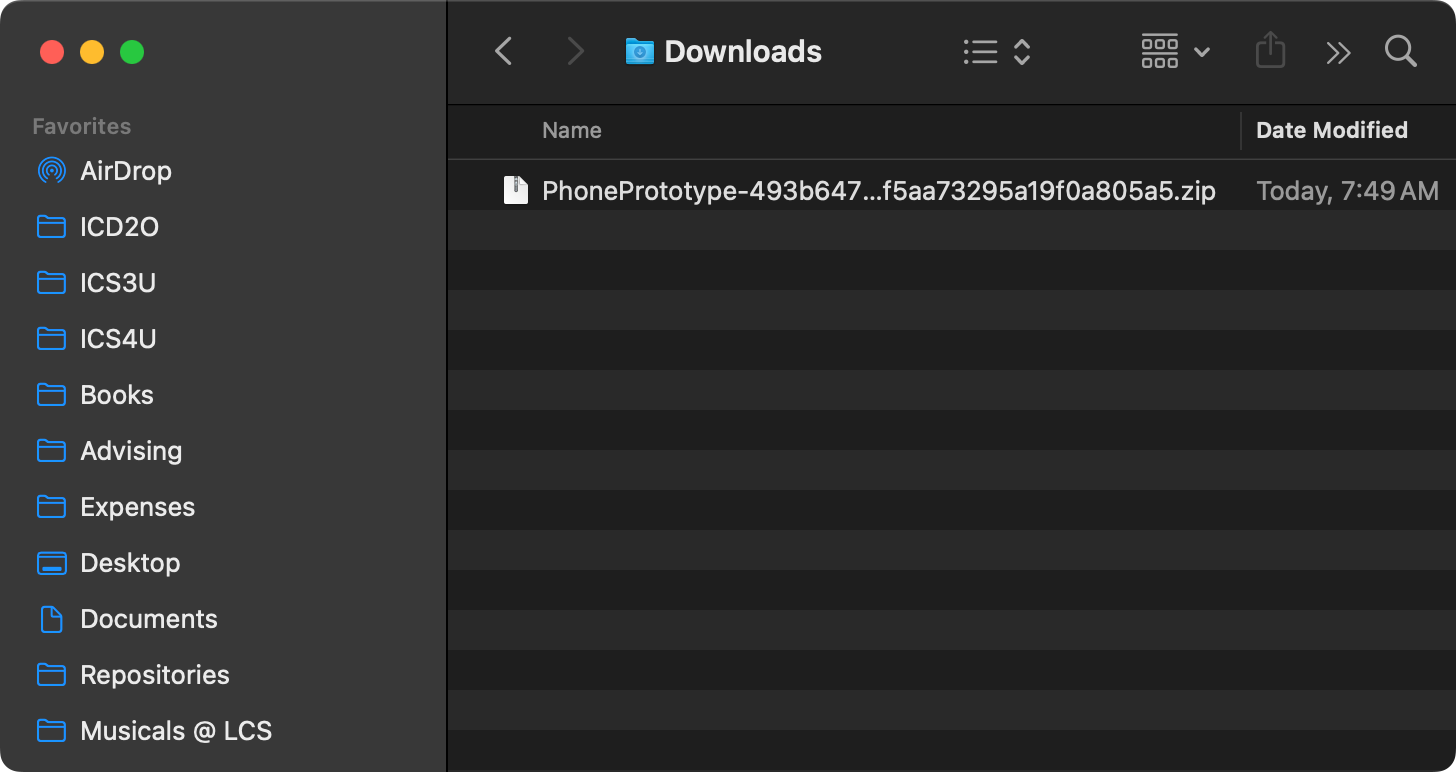 Downloads
Favorites
AirDrop
ICD2O
ICS3U
ICS4U
Books
Advising
Expenses
Desktop
Documents
Repositories
Musicals @ LCS
Name Date Modified
PhonePrototype-493b647...f5aa73295a19f0a805a5.zip Today, 7:49 AM